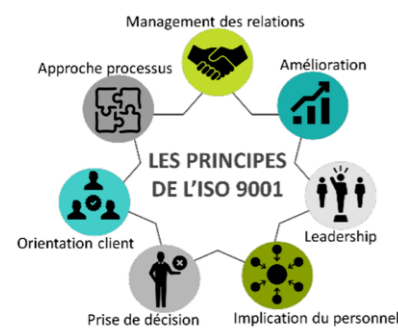 Management des relations
Approche processus
Amélioration
LES PRINCIPES
DE L'ISO 9001
Orientation client
Leadership
Prise de décision
Implication du personnel